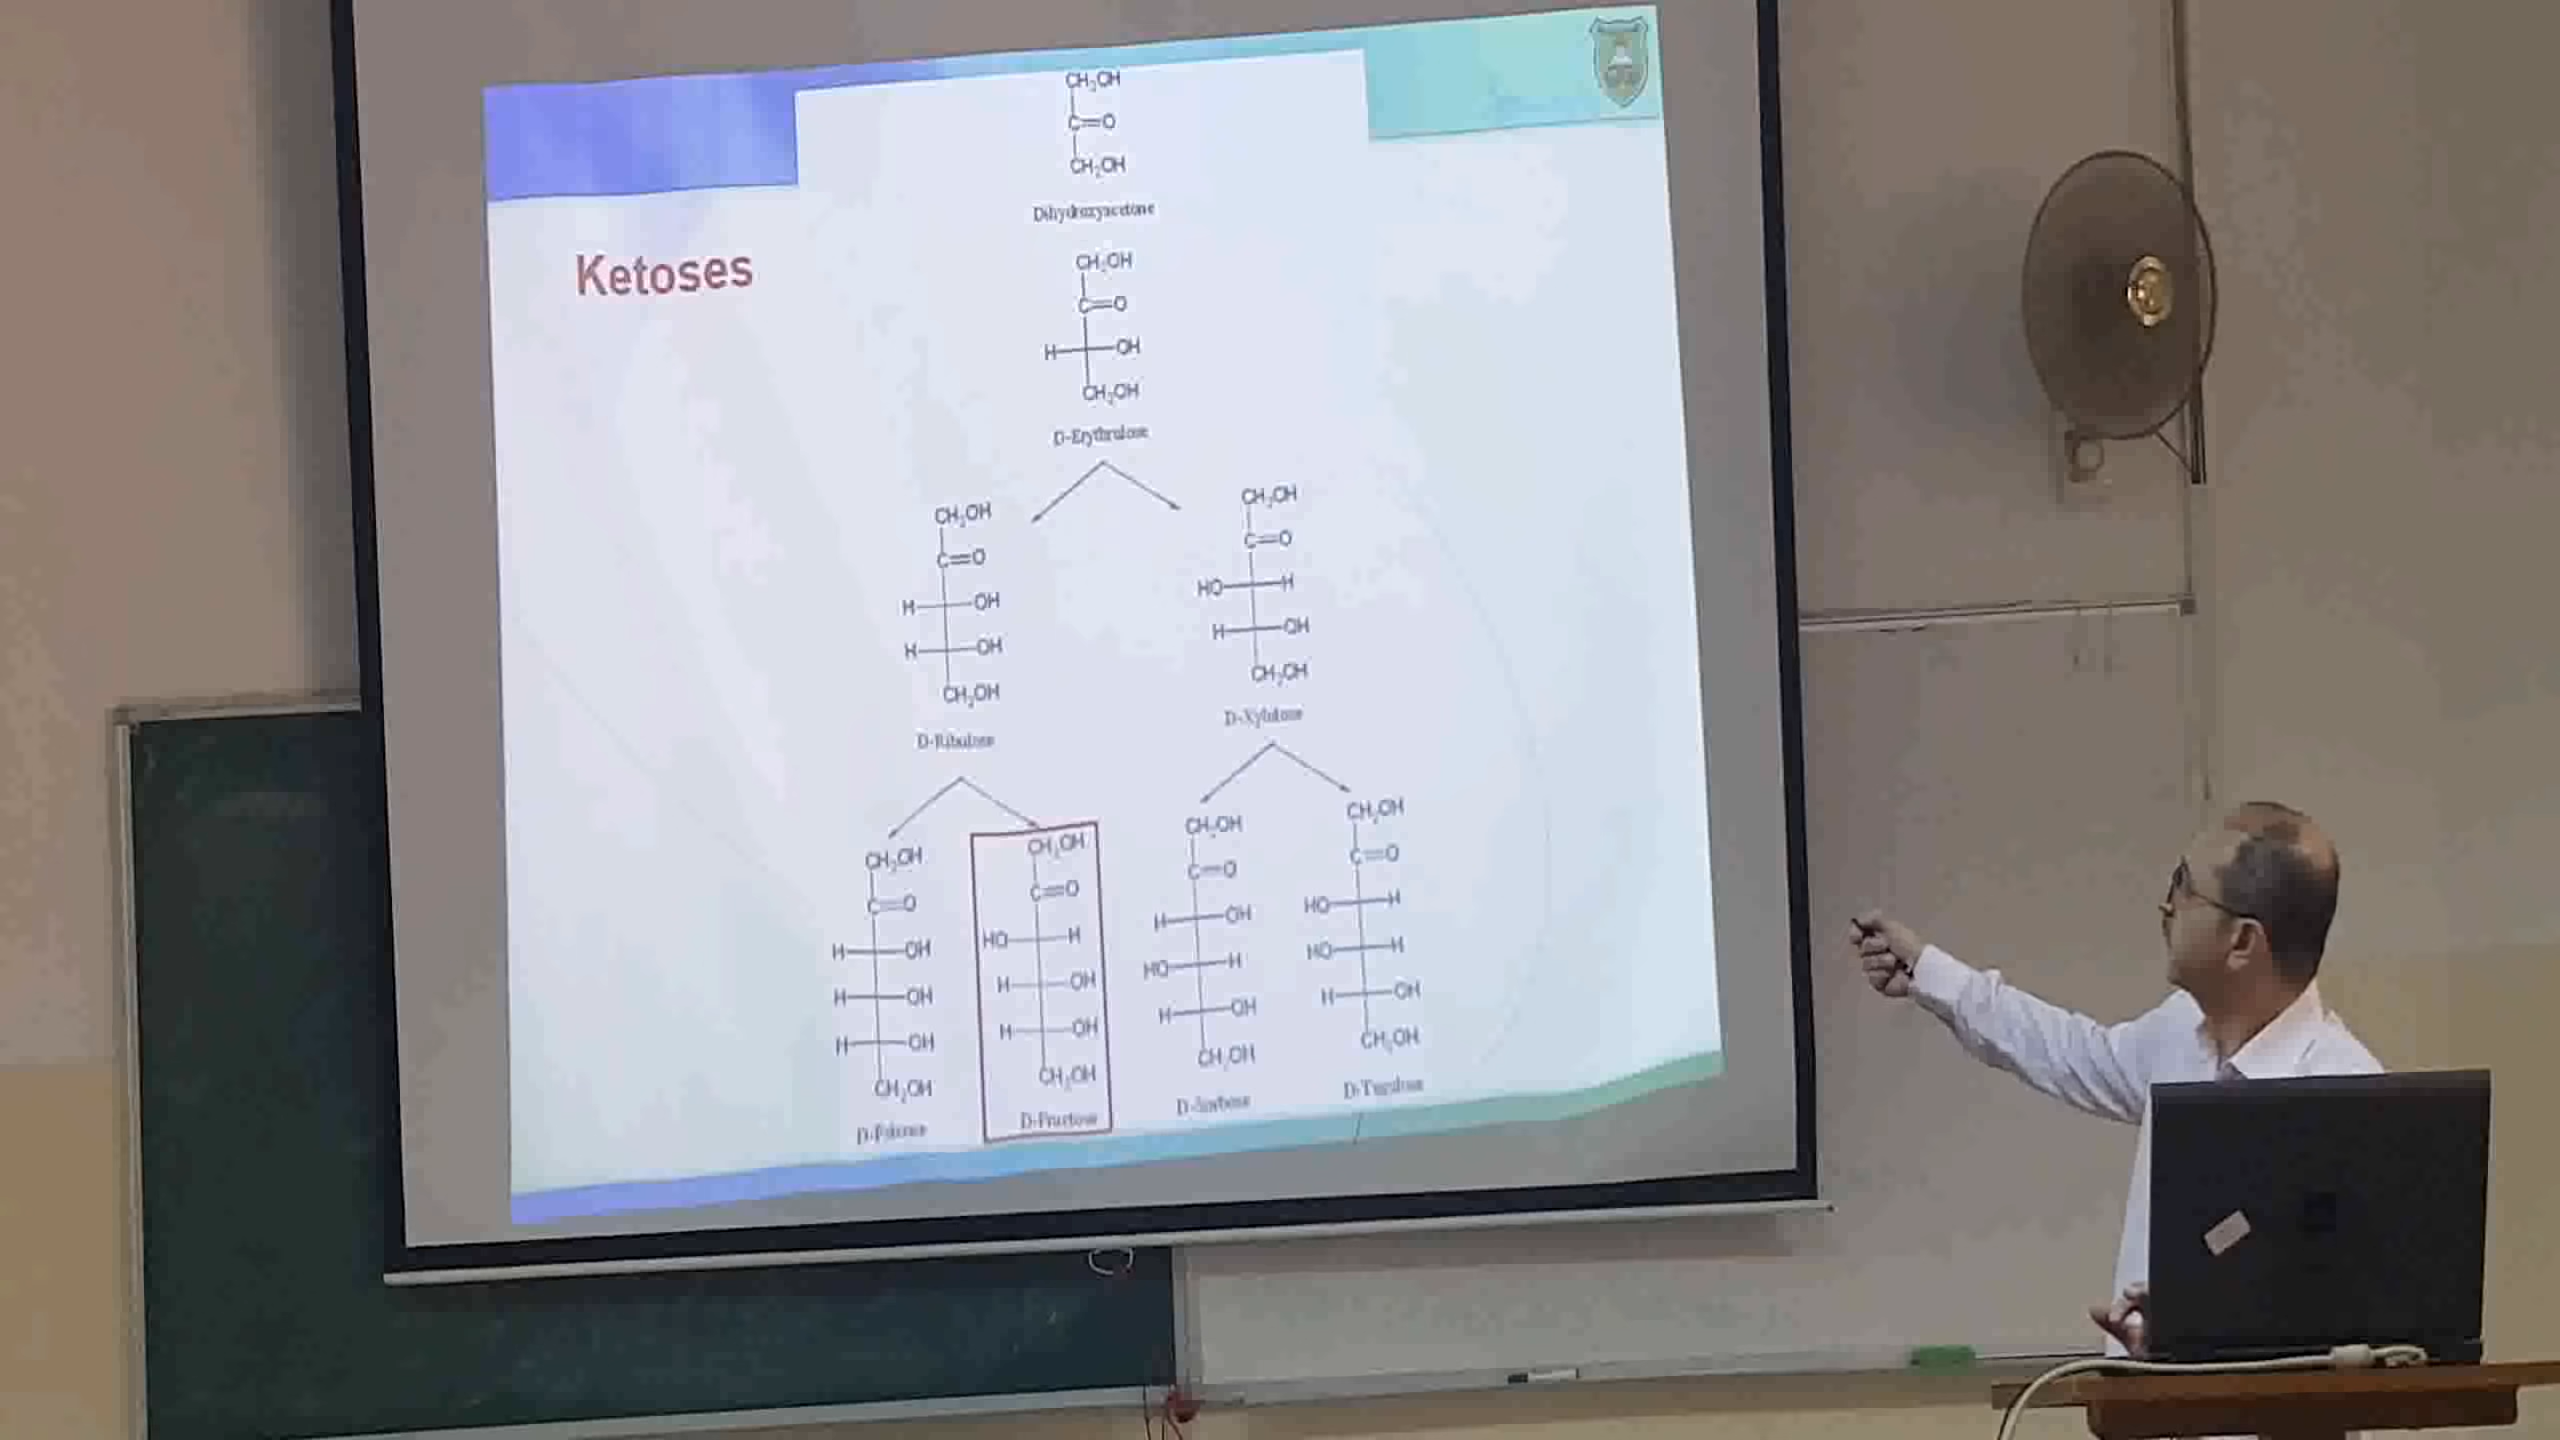 Ketoses
CH₂OH
C=O
CH₂OH
Dihydroxyacetone
CH₂OH
C=O
H OH
CH₂OH
D-Erythrulose
CH₂OH
C=O
H OH
H OH
CH₂OH
D-Ribulose
CH₂OH
C=O
HO H
H OH
CH₂OH
D-Xylulose
CH₂OH
C=O
H OH
H OH
H OH
CH₂OH
CH₂OH
C=O
HO H
H OH
H OH
CH₂OH
D-Fructose
CH₂OH
C=O
H OH
HO H
H OH
CH₂OH
D-Sorbose
CH₂OH
C=O
HO H
HO H
H OH
CH₂OH